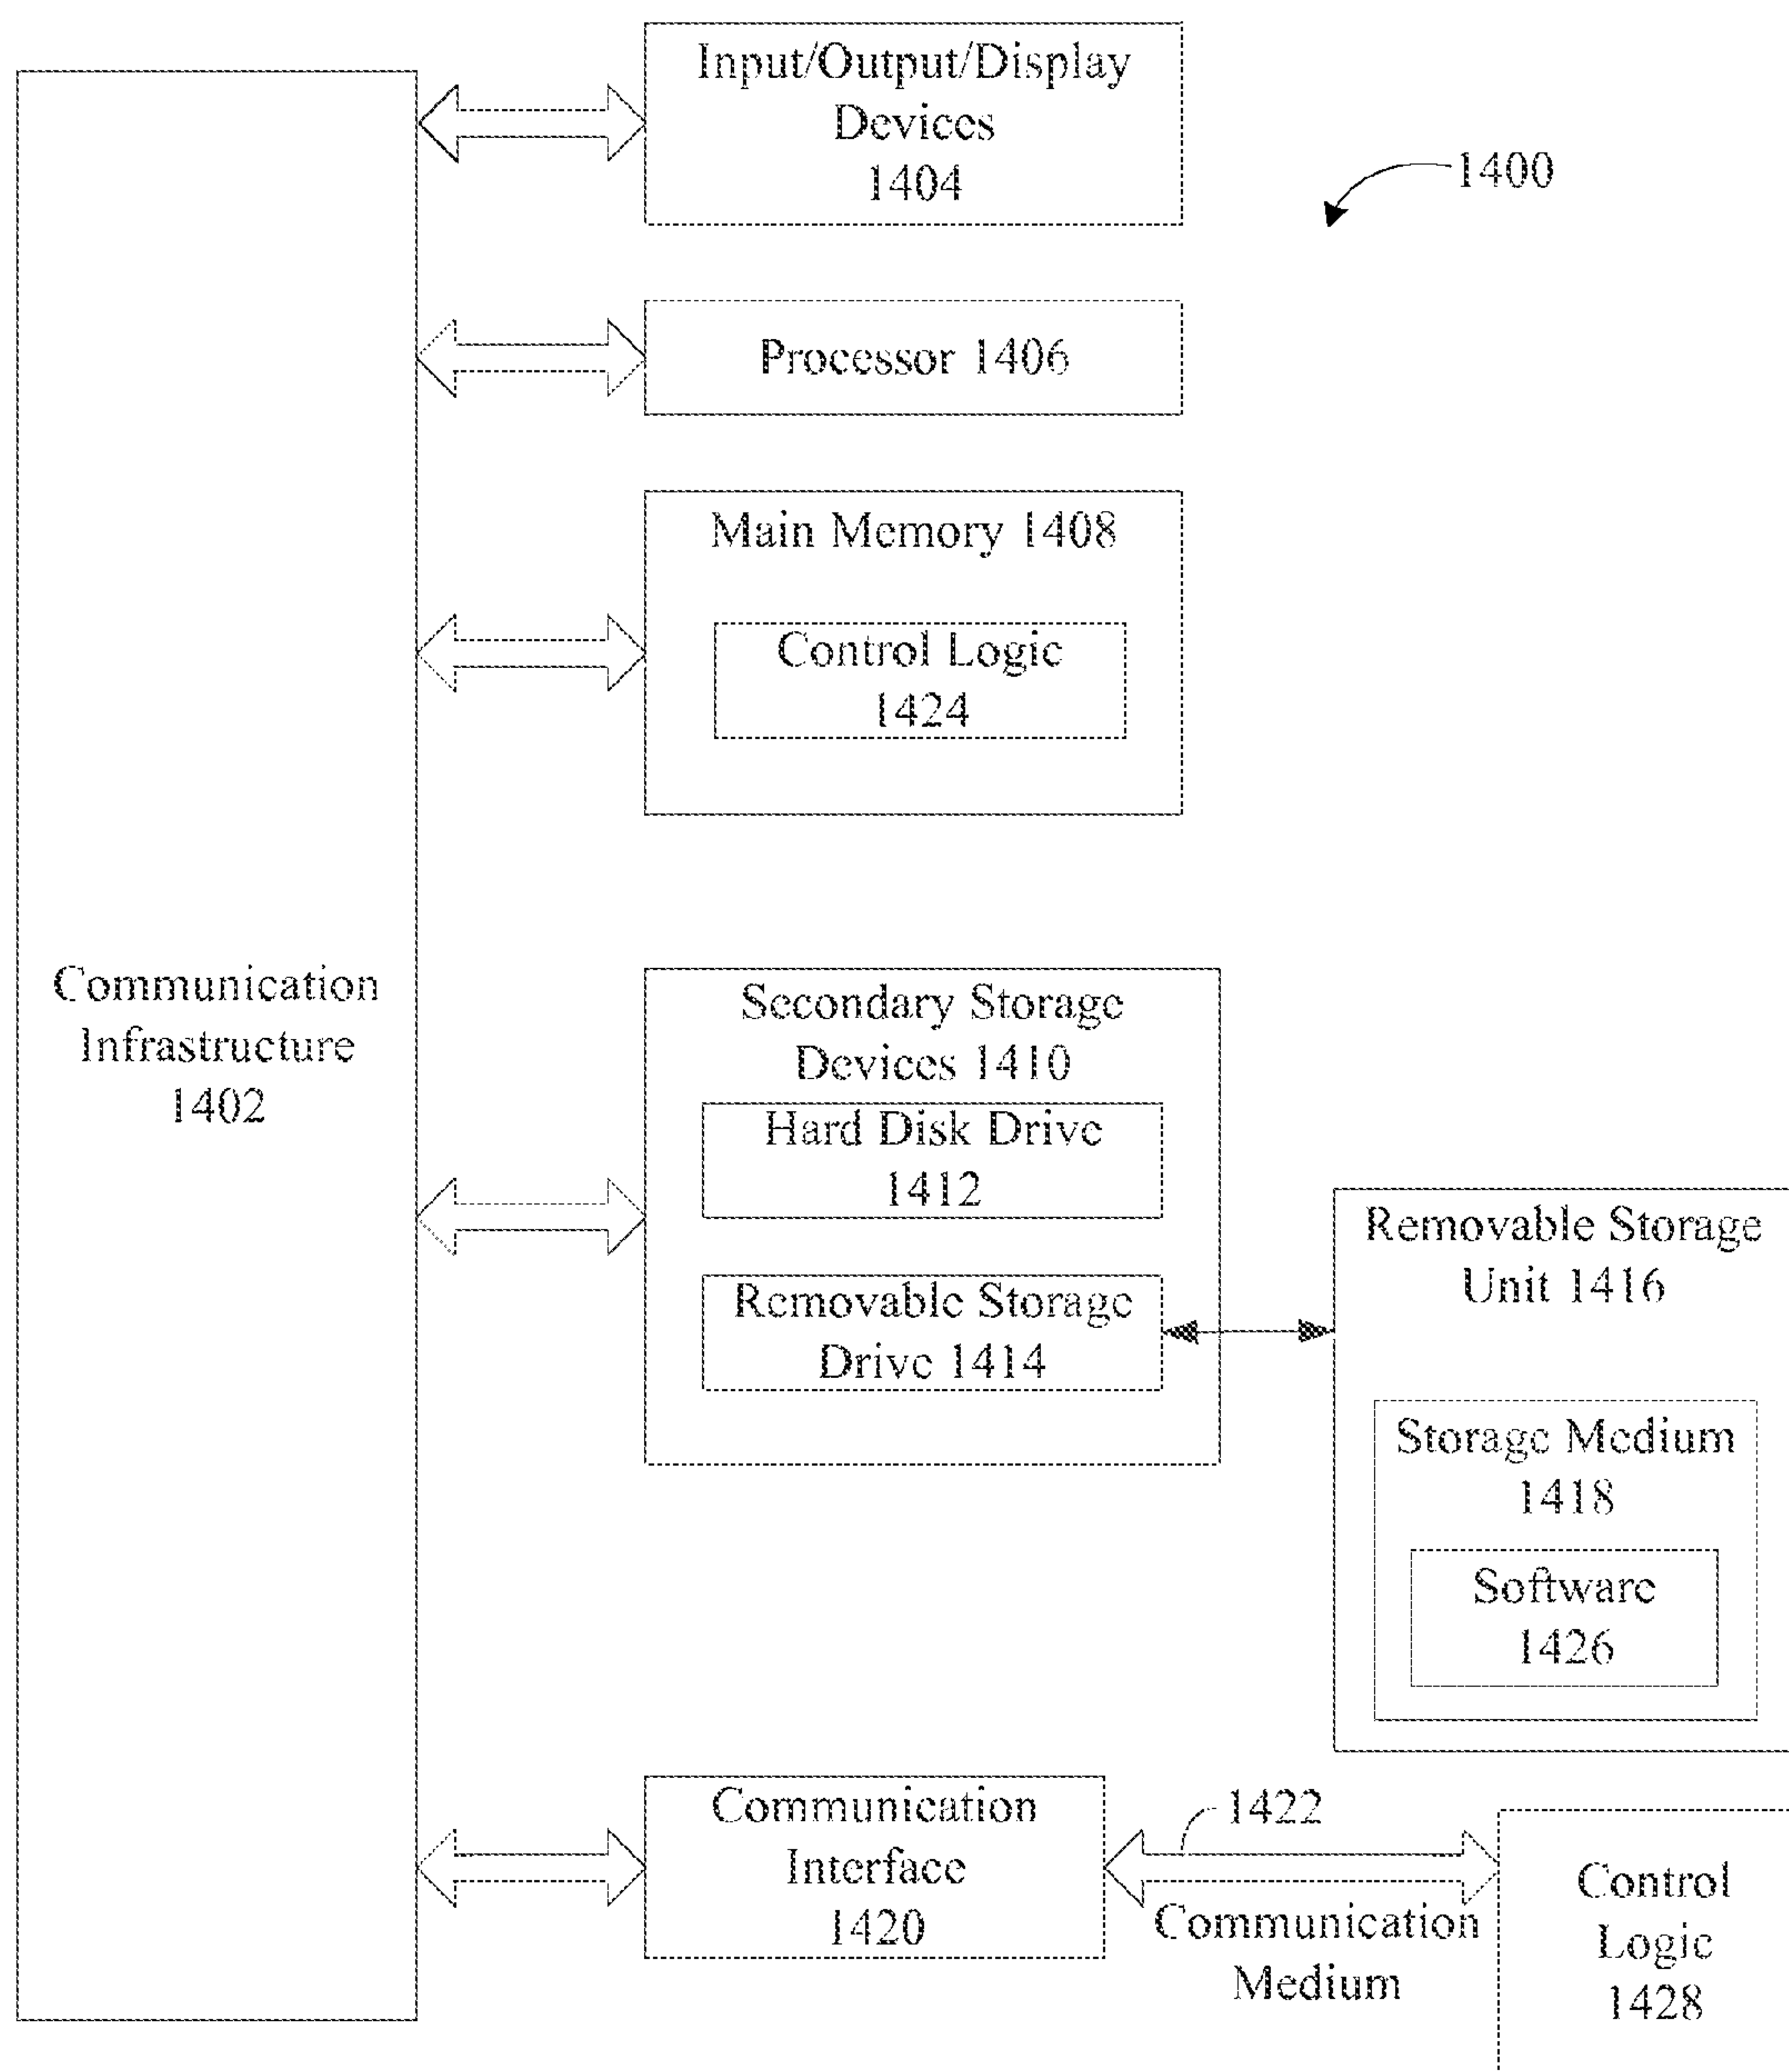 Input/Output/Display
Devices
1404
1400
Processor 1406
Main Memory 1408
Control Logic
1424
Communication
Infrastructure
1402
Secondary Storage
Devices 1410
Hard Disk Drive
1412
Removable Storage
Drive 1414
Removable Storage
Unit 1416
Storage Medium
1418
Software
1426
Communication
Interface
1420
1422
Communication
Medium
Control
Logic
1428